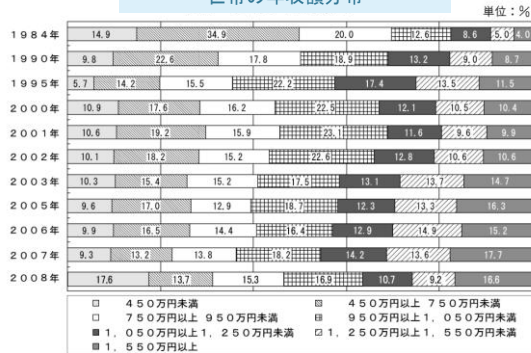 単位：％
1984年 14.9 34.9 20.0 12.6 8.6 5.0 4.0
1990年 9.8 22.6 17.8 18.9 13.2 9.0 8.7
1995年 5.7 14.2 15.5 22.2 17.4 13.5 11.5
2000年 10.9 17.6 16.2 22.5 12.1 10.5 10.4
2001年 10.6 19.2 15.9 23.1 11.6 9.6 9.9
2002年 10.1 18.2 15.2 22.6 12.8 10.6 10.6
2003年 10.3 15.4 15.2 17.5 13.1 13.7 14.7
2005年 9.6 17.0 12.9 18.7 12.3 13.3 16.3
2006年 9.9 16.5 14.4 16.4 12.9 14.9 15.2
2007年 9.3 13.2 13.8 18.2 14.2 13.6 17.7
2008年 17.6 13.7 15.3 16.9 10.7 9.2 16.6
450万円未満 450万円以上 750万円未満
750万円以上 950万円未満 950万円以上 1，050万円未満
1，050万円以上1，250万円未満 1，250万円以上1，550万円未満
1，550万円以上